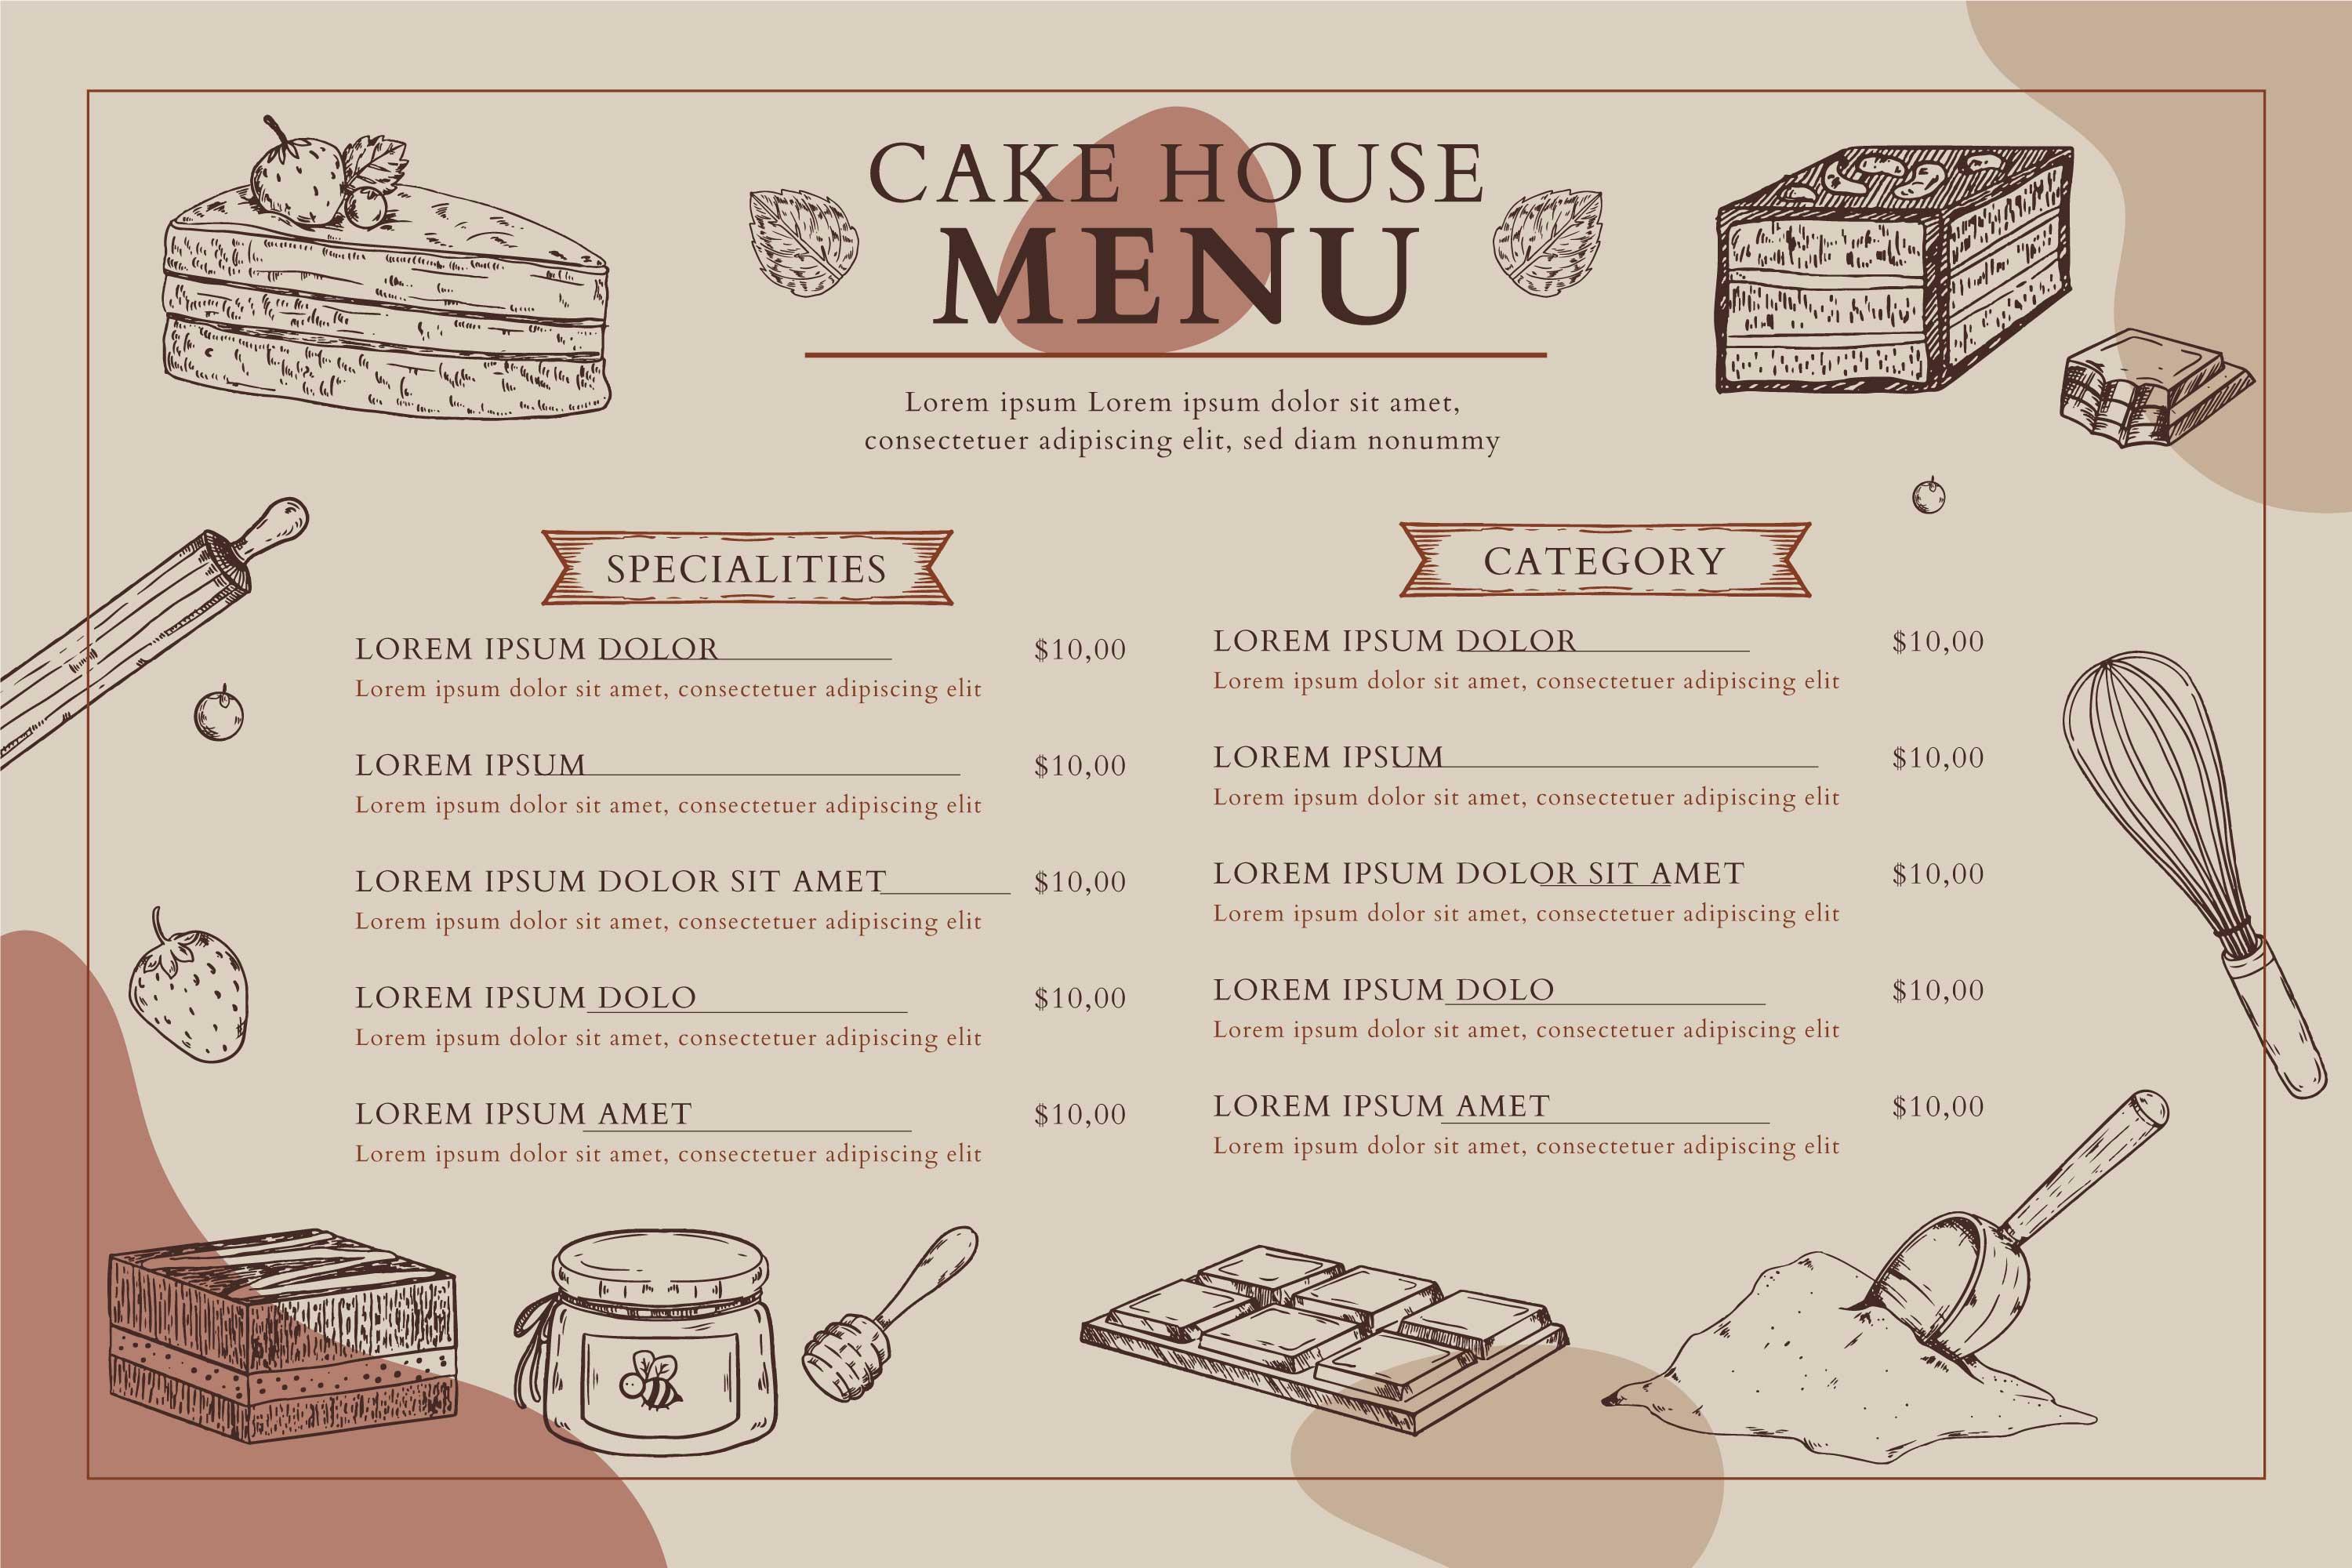 CAKE HOUSE
MENU
Lorem ipsum Lorem ipsum dolor sit amet,
consectetuer adipiscing elit, sed diam nonummy
SPECIALITIES
LOREM IPSUM DOLOR $10,00
Lorem ipsum dolor sit amet, consectetuer adipiscing elit
LOREM IPSUM $10,00
Lorem ipsum dolor sit amet, consectetuer adipiscing elit
LOREM IPSUM DOLOR SIT AMET $10,00
Lorem ipsum dolor sit amet, consectetuer adipiscing elit
LOREM IPSUM DOLO $10,00
Lorem ipsum dolor sit amet, consectetuer adipiscing elit
LOREM IPSUM AMET $10,00
Lorem ipsum dolor sit amet, consectetuer adipiscing elit
CATEGORY
LOREM IPSUM DOLOR $10,00
Lorem ipsum dolor sit amet, consectetuer adipiscing elit
LOREM IPSUM $10,00
Lorem ipsum dolor sit amet, consectetuer adipiscing elit
LOREM IPSUM DOLOR SIT AMET $10,00
Lorem ipsum dolor sit amet, consectetuer adipiscing elit
LOREM IPSUM DOLO $10,00
Lorem ipsum dolor sit amet, consectetuer adipiscing elit
LOREM IPSUM AMET $10,00
Lorem ipsum dolor sit amet, consectetuer adipiscing elit